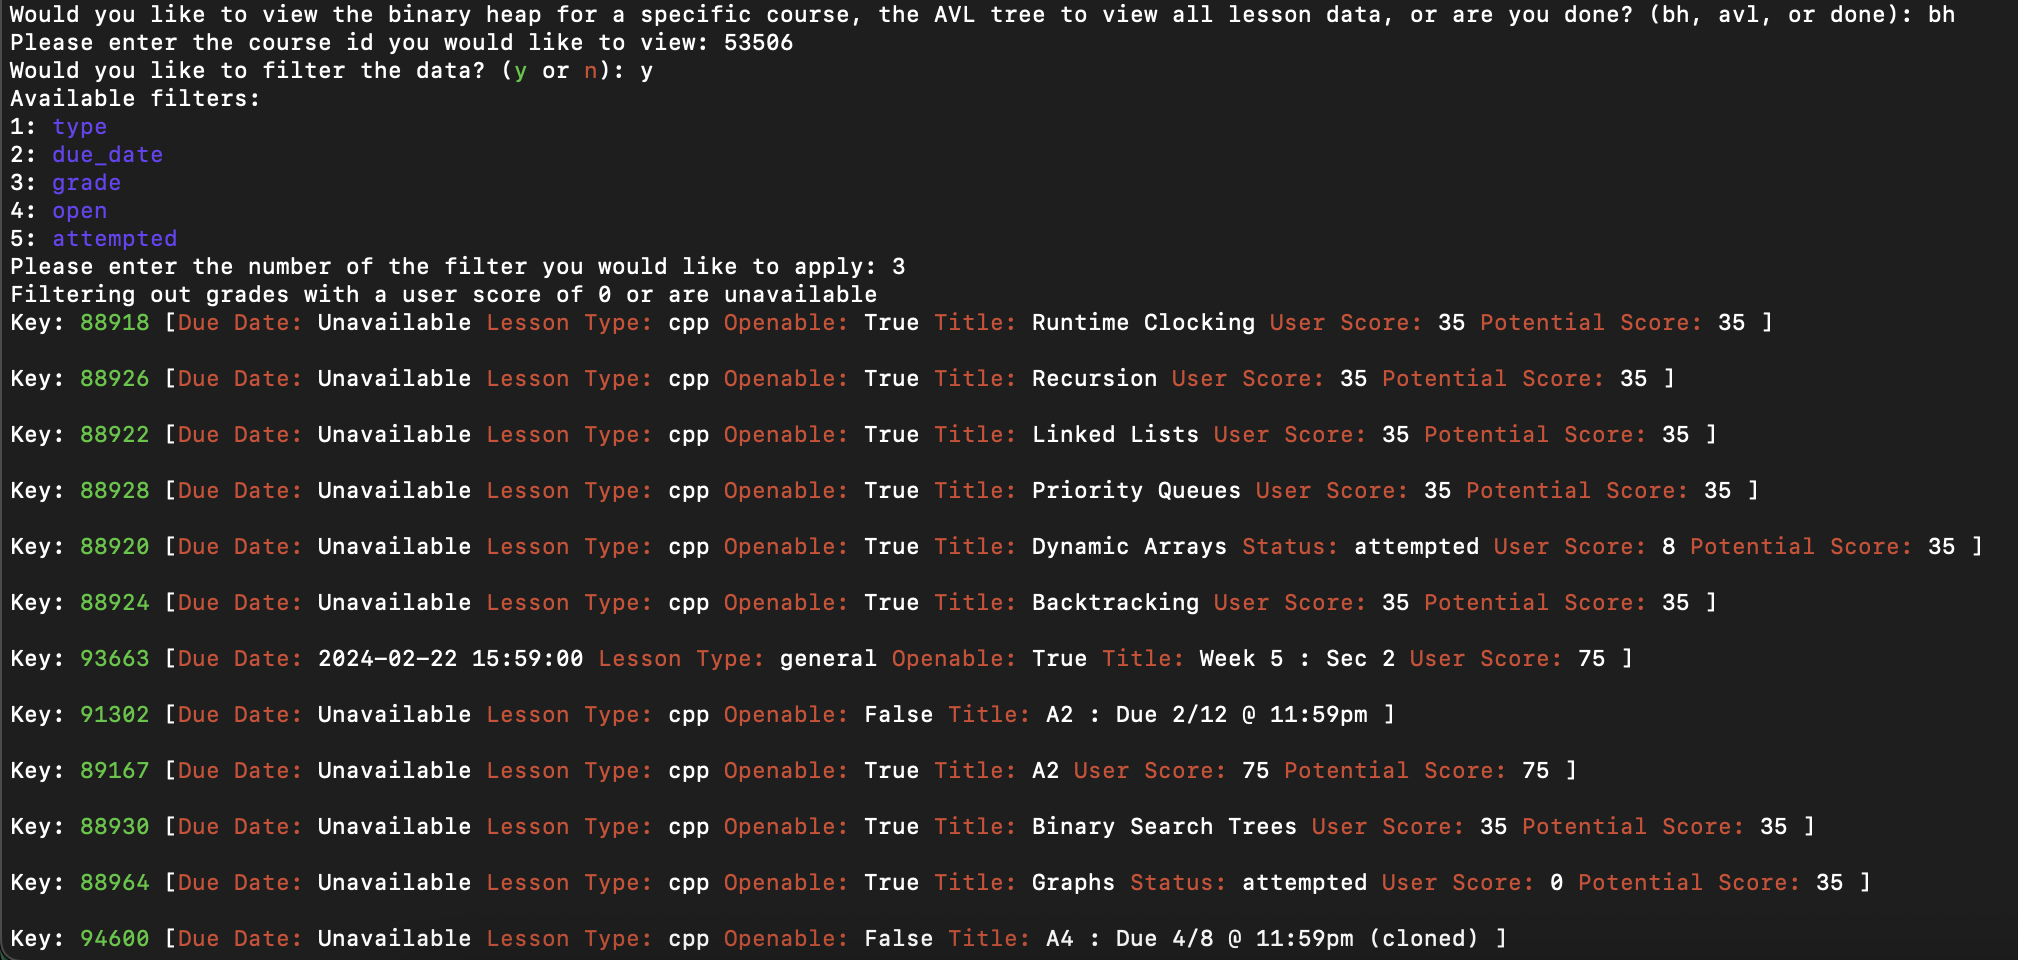 Would you like to view the binary heap for a specific course, the AVL tree to view all lesson data, or are you done? (bh, avl, or done): bh
Please enter the course id you would like to view: 53506
Would you like to filter the data? (y or n): y
Available filters:
1: type
2: due_date
3: grade
4: open
5: attempted
Please enter the number of the filter you would like to apply: 3
Filtering out grades with a user score of 0 or are unavailable
Key: 88918 [Due Date: Unavailable Lesson Type: cpp Openable: True Title: Runtime Clocking User Score: 35 Potential Score: 35 ]
Key: 88926 [Due Date: Unavailable Lesson Type: cpp Openable: True Title: Recursion User Score: 35 Potential Score: 35 ]
Key: 88922 [Due Date: Unavailable Lesson Type: cpp Openable: True Title: Linked Lists User Score: 35 Potential Score: 35 ]
Key: 88928 [Due Date: Unavailable Lesson Type: cpp Openable: True Title: Priority Queues User Score: 35 Potential Score: 35 ]
Key: 88920 [Due Date: Unavailable Lesson Type: cpp Openable: True Title: Dynamic Arrays Status: attempted User Score: 8 Potential Score: 35 ]
Key: 88924 [Due Date: Unavailable Lesson Type: cpp Openable: True Title: Backtracking User Score: 35 Potential Score: 35 ]
Key: 93663 [Due Date: 2024-02-22 15:59:00 Lesson Type: general Openable: True Title: Week 5 : Sec 2 User Score: 75 ]
Key: 91302 [Due Date: Unavailable Lesson Type: cpp Openable: False Title: A2 : Due 2/12 @ 11:59pm ]
Key: 89167 [Due Date: Unavailable Lesson Type: cpp Openable: True Title: A2 User Score: 75 Potential Score: 75 ]
Key: 88930 [Due Date: Unavailable Lesson Type: cpp Openable: True Title: Binary Search Trees User Score: 35 Potential Score: 35 ]
Key: 88964 [Due Date: Unavailable Lesson Type: cpp Openable: True Title: Graphs Status: attempted User Score: 0 Potential Score: 35 ]
Key: 94600 [Due Date: Unavailable Lesson Type: cpp Openable: False Title: A4 : Due 4/8 @ 11:59pm (cloned) ]